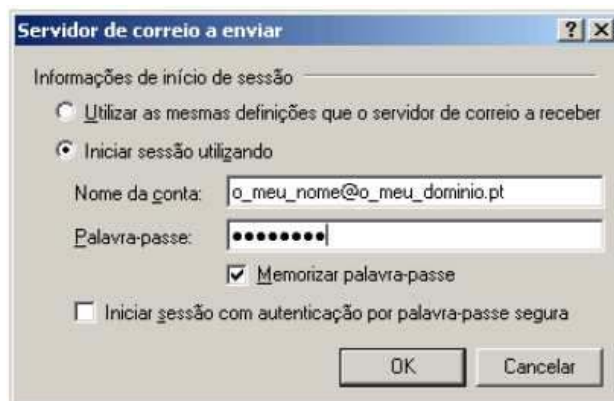 Servidor de correio a enviar
Informações de início de sessão
Utilizar as mesmas definições que o servidor de correio a receber
Iniciar sessão utilizando
Nome da conta: o_meu_nome@o_meu_dominio.pt
Palavra-passe: ●●●●●●●●
Memorizar palavra-passe
Iniciar sessão com autenticação por palavra-passe segura
OK Cancelar